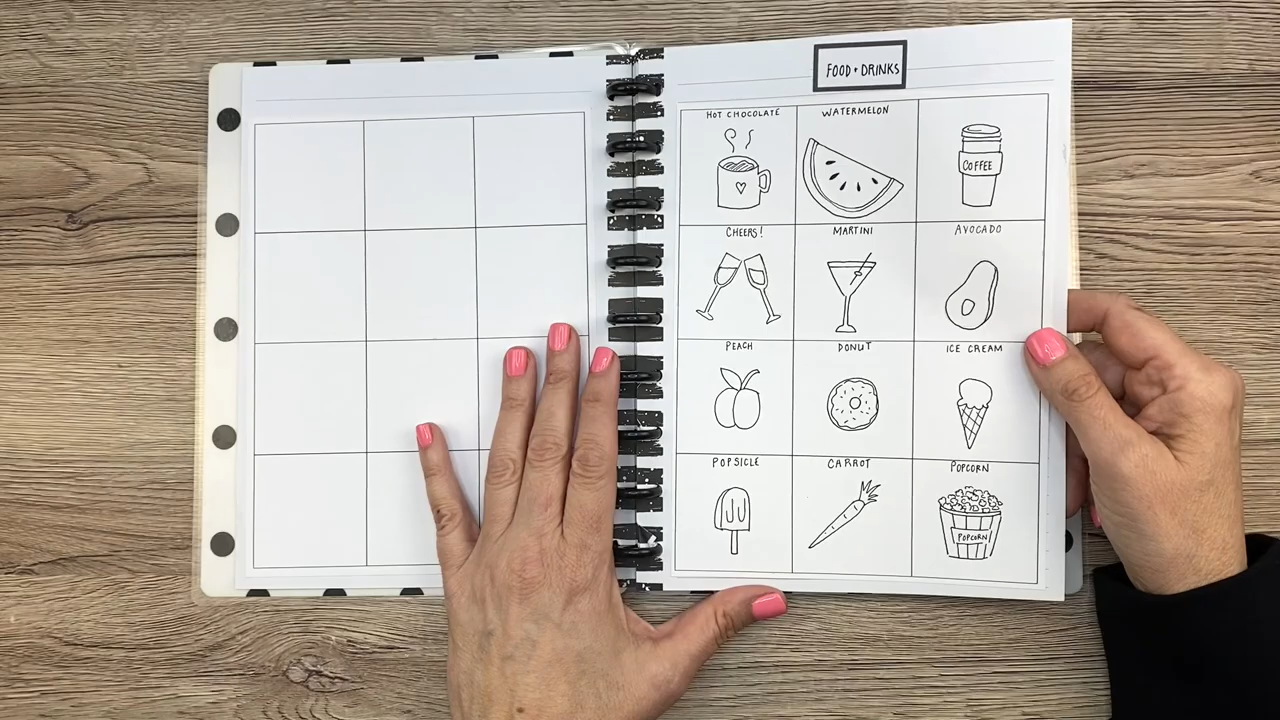 FOOD + DRINKS
HOT CHOCOLATE
WATERMELON
COFFEE
CHEERS!
MARTINI
AVOCADO
PEACH
DONUT
ICE CREAM
POPSICLE
CARROT
POPCORN
POPCORN